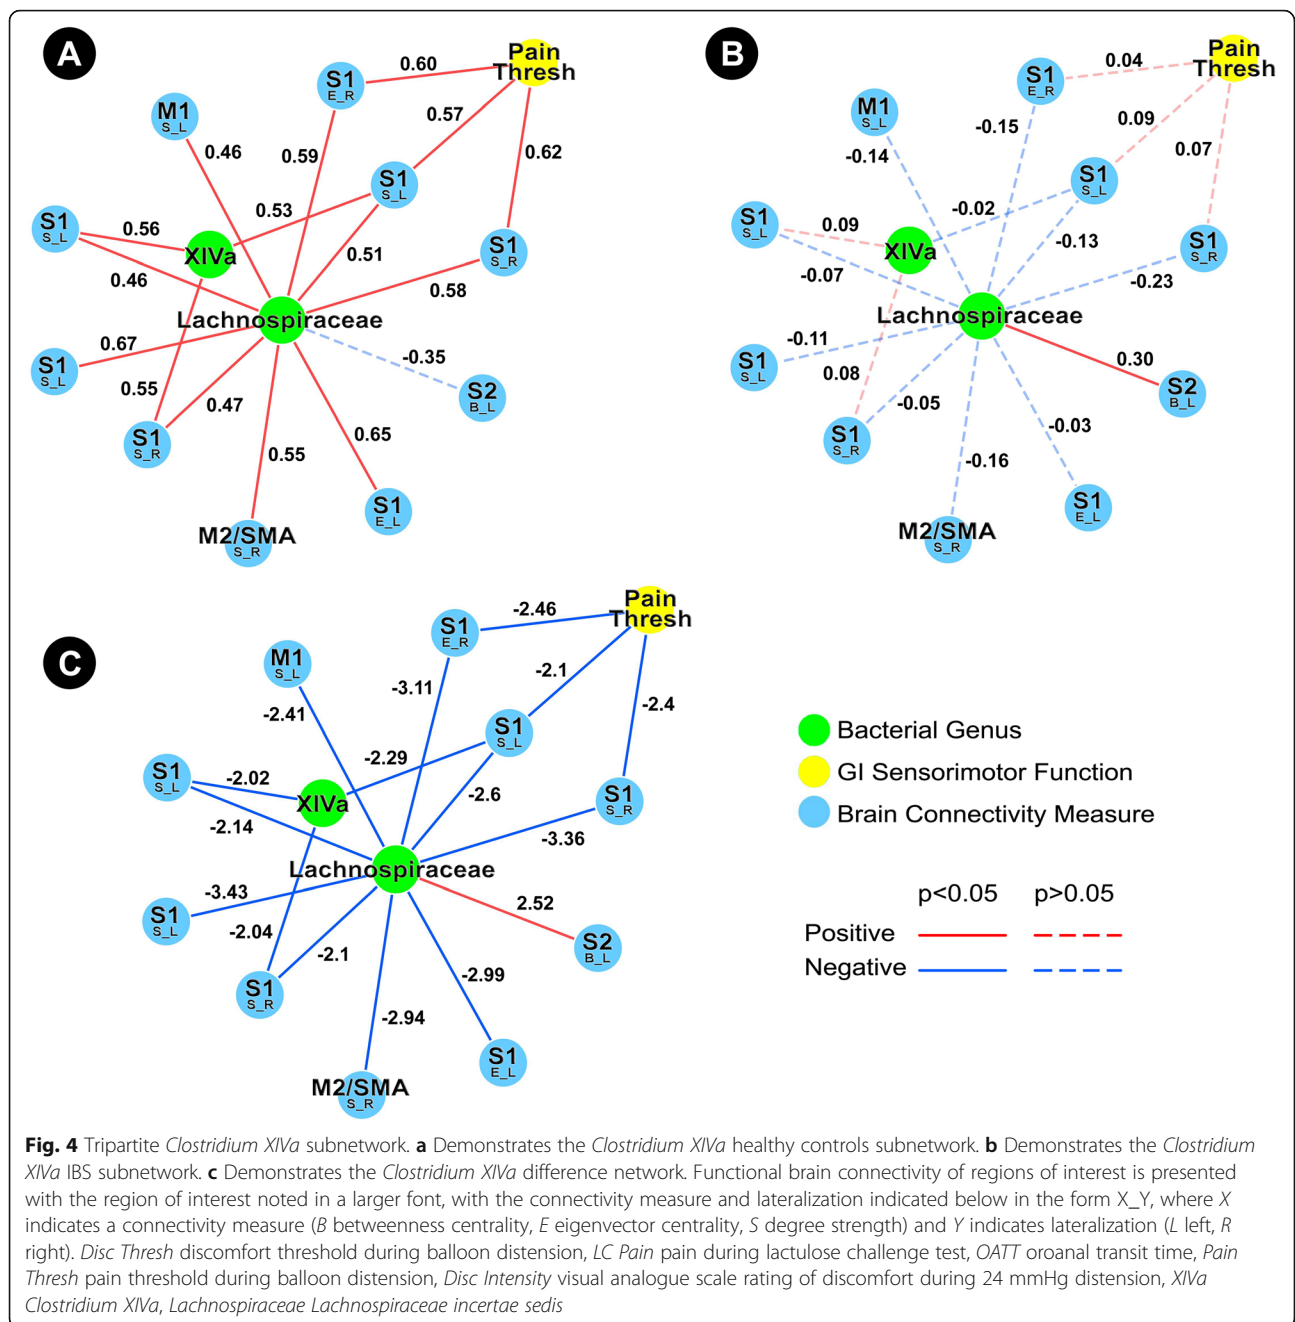 A
Pain
Thresh
S1
E_R
0.60
M1
S_L
0.57
0.46
0.59
0.62
S1
S_L
S1
S_L
0.56
0.53
XIVa
S1
S_R
0.46
0.51
0.58
Lachnospiraceae
0.67
S1
S_L
-0.35
S2
B_L
0.55
0.47
S1
S_R
0.65
0.55
S1
E_L
M2/SMA
S_R
B
Pain
Thresh
S1
E_R
0.04
M1
S_L
0.09
-0.15
-0.14
0.07
S1
S_L
S1
S_L
0.09
-0.02
XIVa
S1
S_R
-0.07
-0.13
-0.23
Lachnospiraceae
-0.11
S1
S_L
0.30
S2
B_L
0.08
-0.05
S1
S_R
-0.03
-0.16
S1
E_L
M2/SMA
S_R
C
Pain
Thresh
S1
E_R
-2.46
M1
S_L
-2.1
-3.11
-2.41
-2.4
S1
S_L
S1
S_L
-2.02
-2.29
XIVa
S1
S_R
-2.14
-2.6
-3.36
Lachnospiraceae
-3.43
S1
S_L
2.52
S2
B_L
-2.04
-2.1
S1
S_R
-2.99
-2.94
S1
E_L
M2/SMA
S_R
Bacterial Genus
GI Sensorimotor Function
Brain Connectivity Measure
p<0.05 p>0.05
Positive
Negative
Fig. 4 Tripartite Clostridium XIVa subnetwork. a Demonstrates the Clostridium XIVa healthy controls subnetwork. b Demonstrates the Clostridium
XIVa IBS subnetwork. c Demonstrates the Clostridium XIVa difference network. Functional brain connectivity of regions of interest is presented
with the region of interest noted in a larger font, with the connectivity measure and lateralization indicated below in the form X_Y, where X
indicates a connectivity measure (B betweenness centrality, E eigenvector centrality, S degree strength) and Y indicates lateralization (L left, R
right). Disc Thresh discomfort threshold during balloon distension, LC Pain pain during lactulose challenge test, OATT oroanal transit time, Pain
Thresh pain threshold during balloon distension, Disc Intensity visual analogue scale rating of discomfort during 24 mmHg distension, XIVa
Clostridium XIVa, Lachnospiraceae Lachnospiraceae incertae sedis